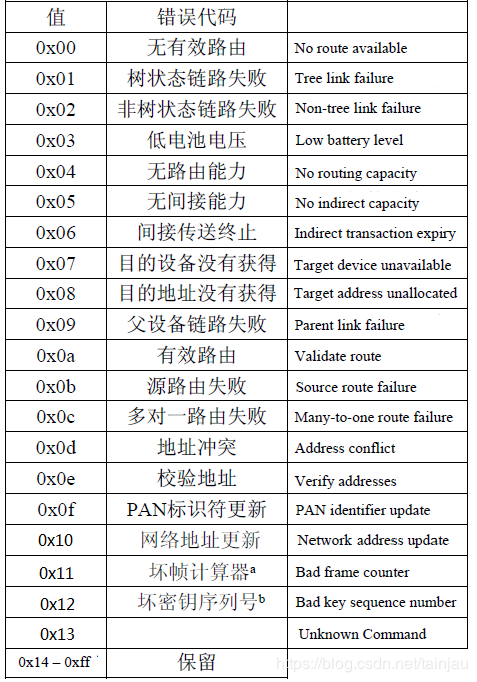 值 错误代码
0x00 无有效路由 No route available
0x01 树状态链路失败 Tree link failure
0x02 非树状态链路失败 Non-tree link failure
0x03 低电池电压 Low battery level
0x04 无路由能力 No routing capacity
0x05 无间接能力 No indirect capacity
0x06 间接传送终止 Indirect transaction expiry
0x07 目的设备没有获得 Target device unavailable
0x08 目的地址没有获得 Target address unallocated
0x09 父设备链路失败 Parent link failure
0x0a 有效路由 Validate route
0x0b 源路由失败 Source route failure
0x0c 多对一路由失败 Many-to-one route failure
0x0d 地址冲突 Address conflict
0x0e 校验地址 Verify addresses
0x0f PAN标识符更新 PAN identifier update
0x10 网络地址更新 Network address update
0x11 坏帧计算器a Bad frame counter
0x12 坏密钥序列号b Bad key sequence number
0x13 Unknown Command
0x14 – 0xff 保留
https://blog.csdn.net/tainjau